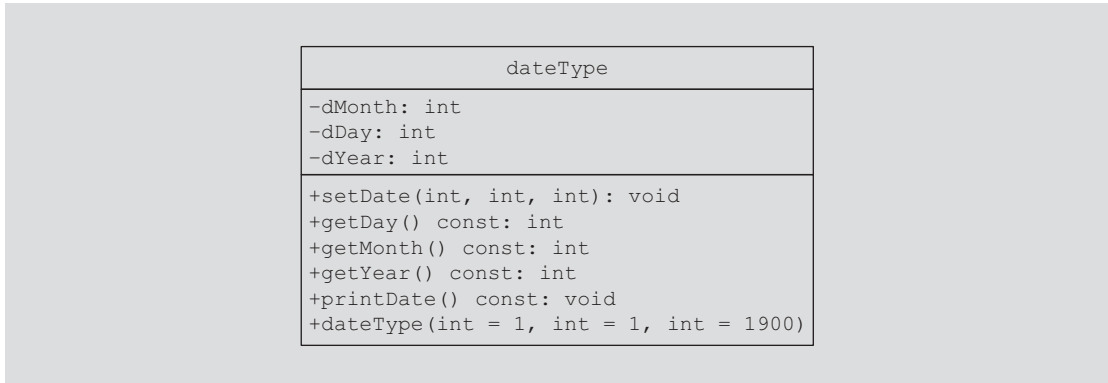 dateType
-dMonth: int
-dDay: int
-dYear: int
+setDate(int, int, int): void
+getDay() const: int
+getMonth() const: int
+getYear() const: int
+printDate() const: void
+dateType(int = 1, int = 1, int = 1900)